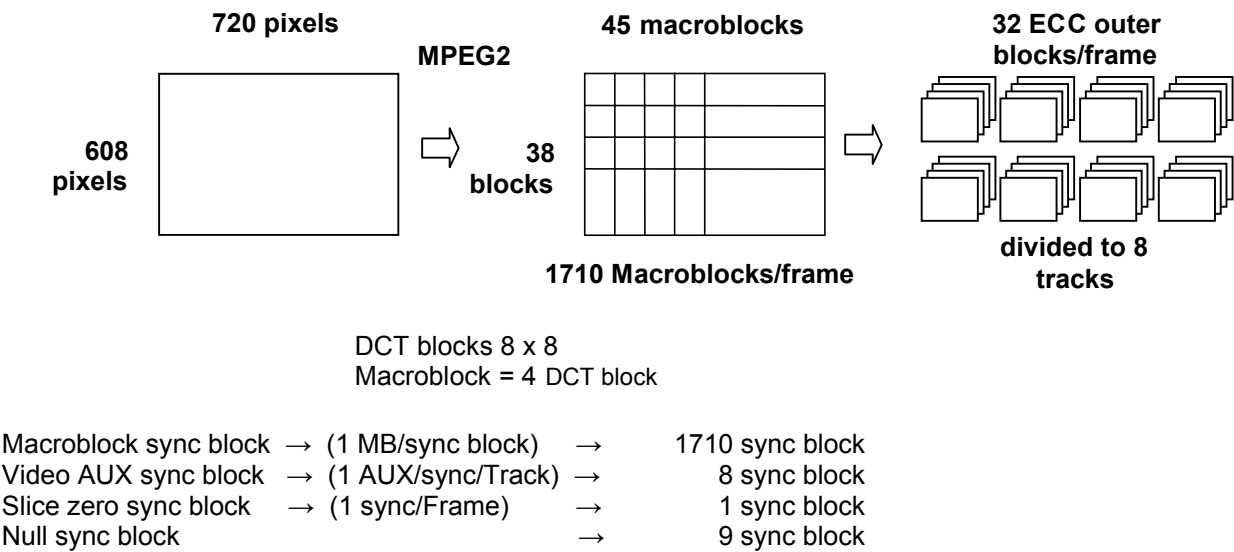 720 pixels
MPEG2
608
pixels
45 macroblocks
38
blocks
1710 Macroblocks/frame
32 ECC outer
blocks/frame
divided to 8
tracks
DCT blocks 8 x 8
Macroblock = 4 DCT block
Macroblock sync block → (1 MB/sync block) → 1710 sync block
Video AUX sync block → (1 AUX/sync/Track) → 8 sync block
Slice zero sync block → (1 sync/Frame) → 1 sync block
Null sync block → 9 sync block